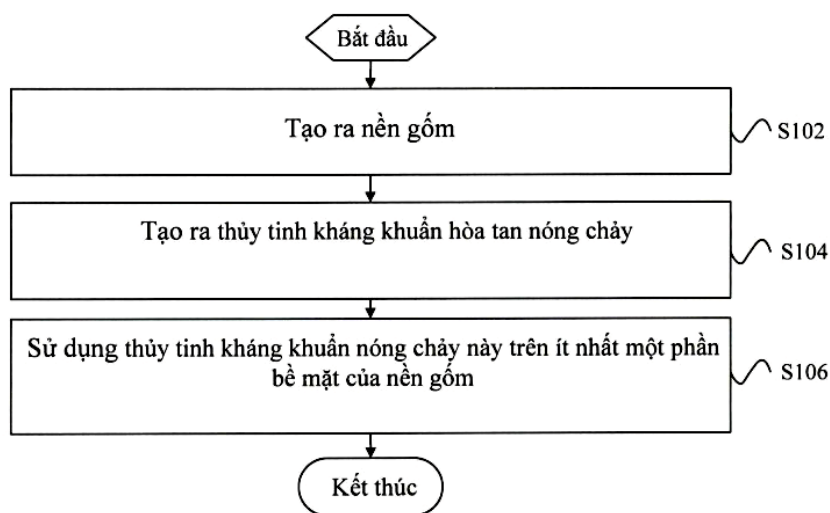 Bắt đầu
Tạo ra nền gốm
S102
Tạo ra thủy tinh kháng khuẩn hòa tan nóng chảy
S104
Sử dụng thủy tinh kháng khuẩn nóng chảy này trên ít nhất một phần
bề mặt của nền gốm
S106
Kết thúc